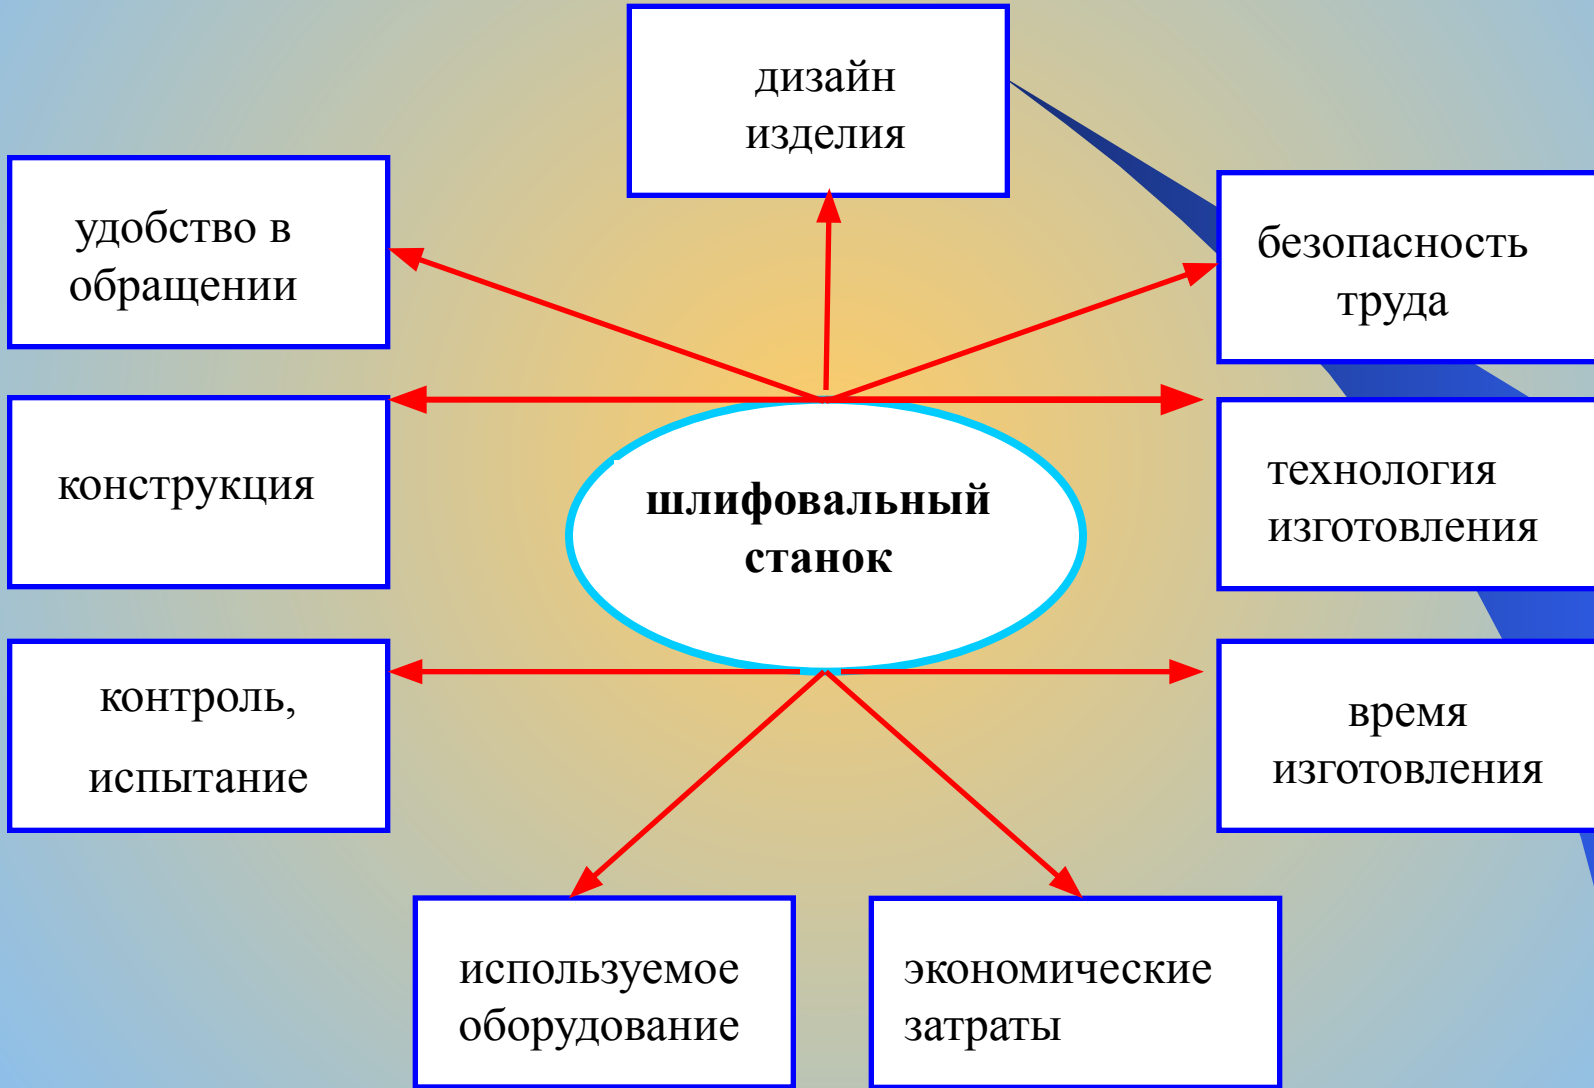 дизайн
изделия
удобство в
обращении
безопасность
труда
конструкция
шлифовальный
станок
технология
изготовления
контроль,
испытание
время
изготовления
используемое
оборудование
экономические
затраты